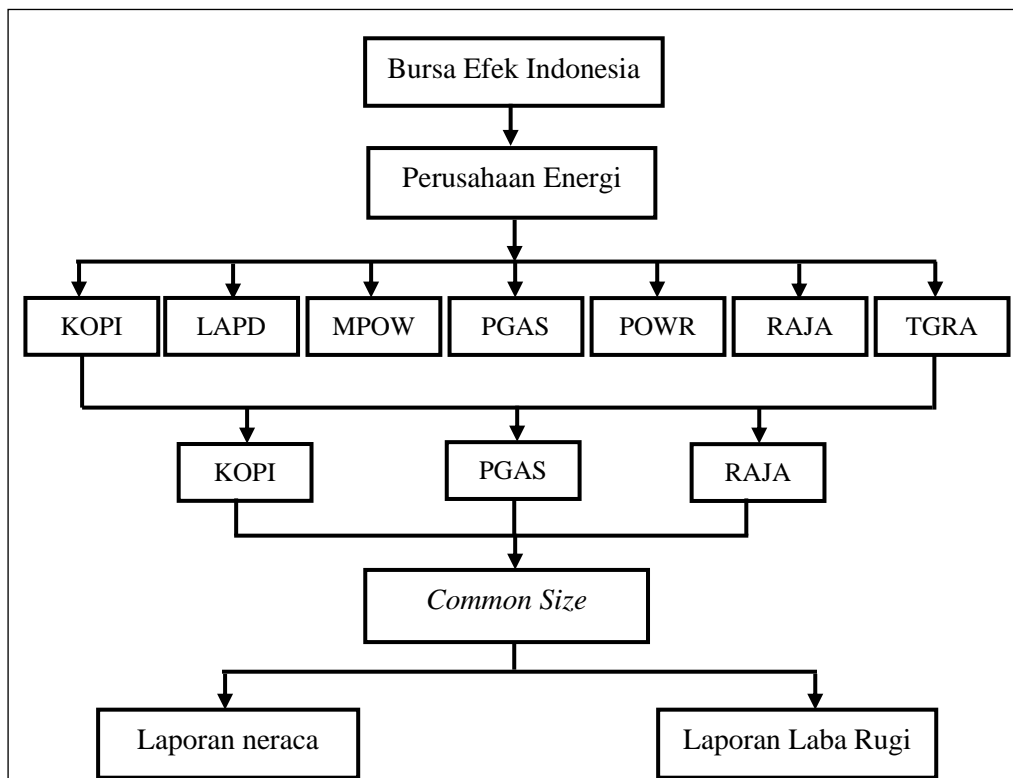 Bursa Efek Indonesia
Perusahaan Energi
KOPI
LAPD
MPOW
PGAS
POWR
RAJA
TGRA
KOPI
PGAS
RAJA
Common Size
Laporan neraca
Laporan Laba Rugi